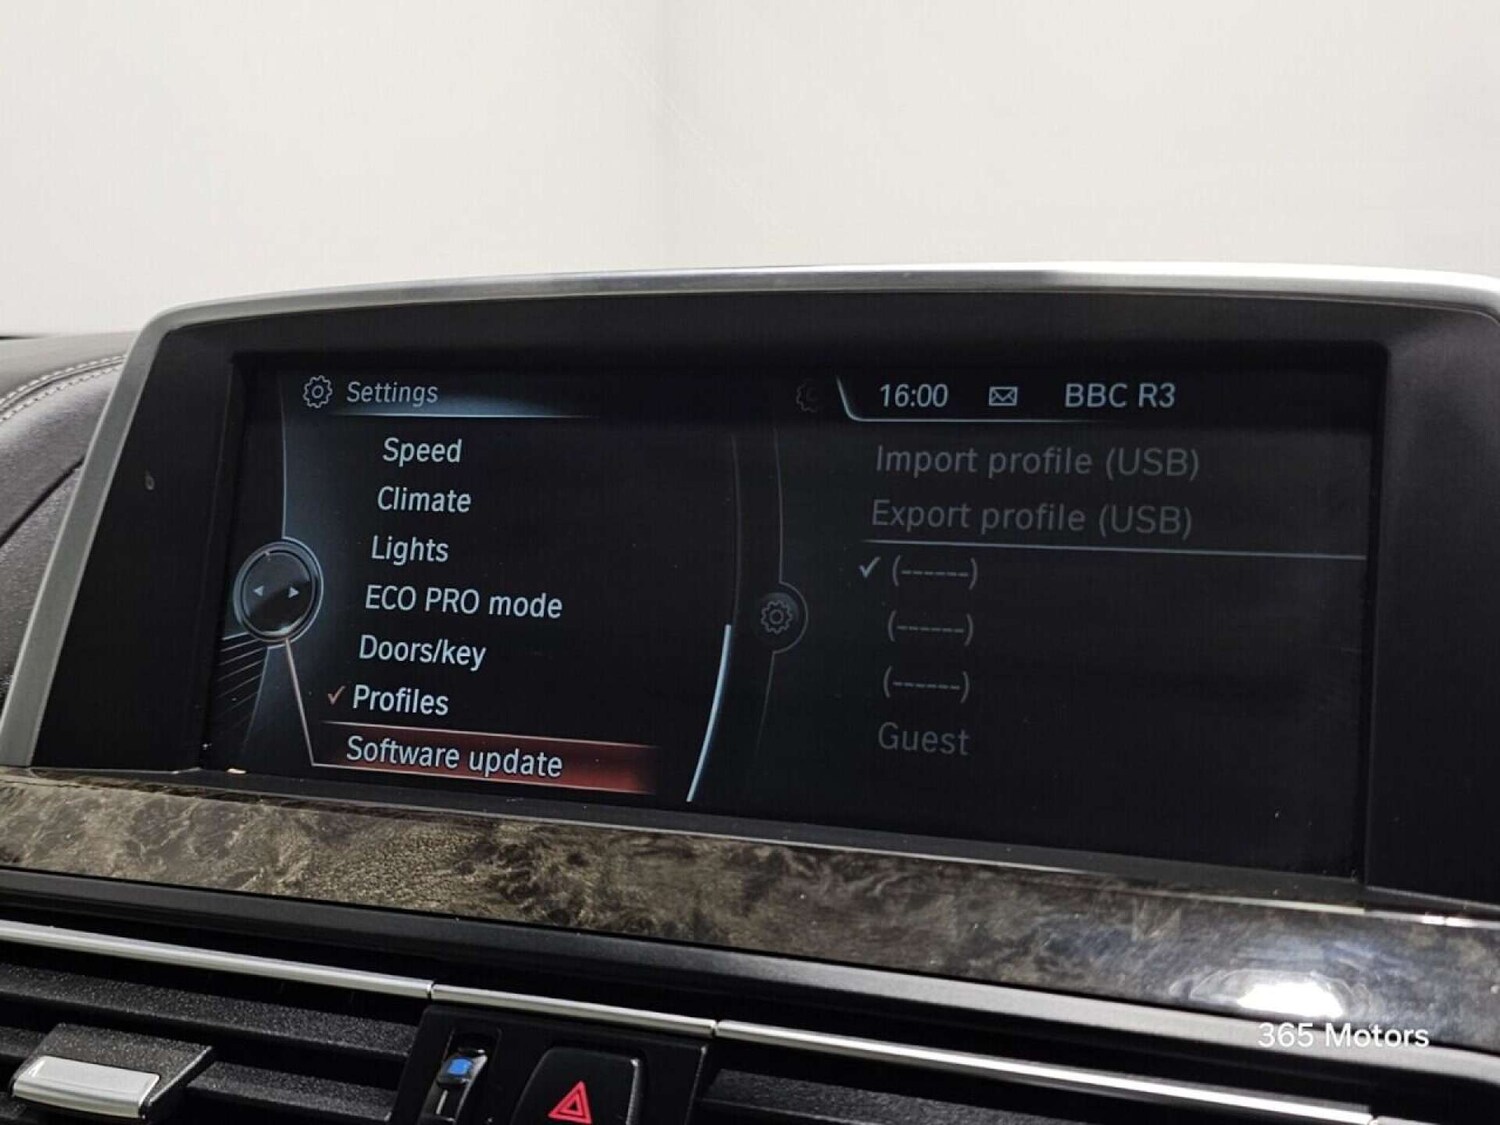 Settings
16:00 BBC R3
Speed
Climate
Lights
ECO PRO mode
Doors/key
✓ Profiles
Software update
Import profile (USB)
Export profile (USB)
✓ (------)
(------)
(------)
Guest
365 Motors